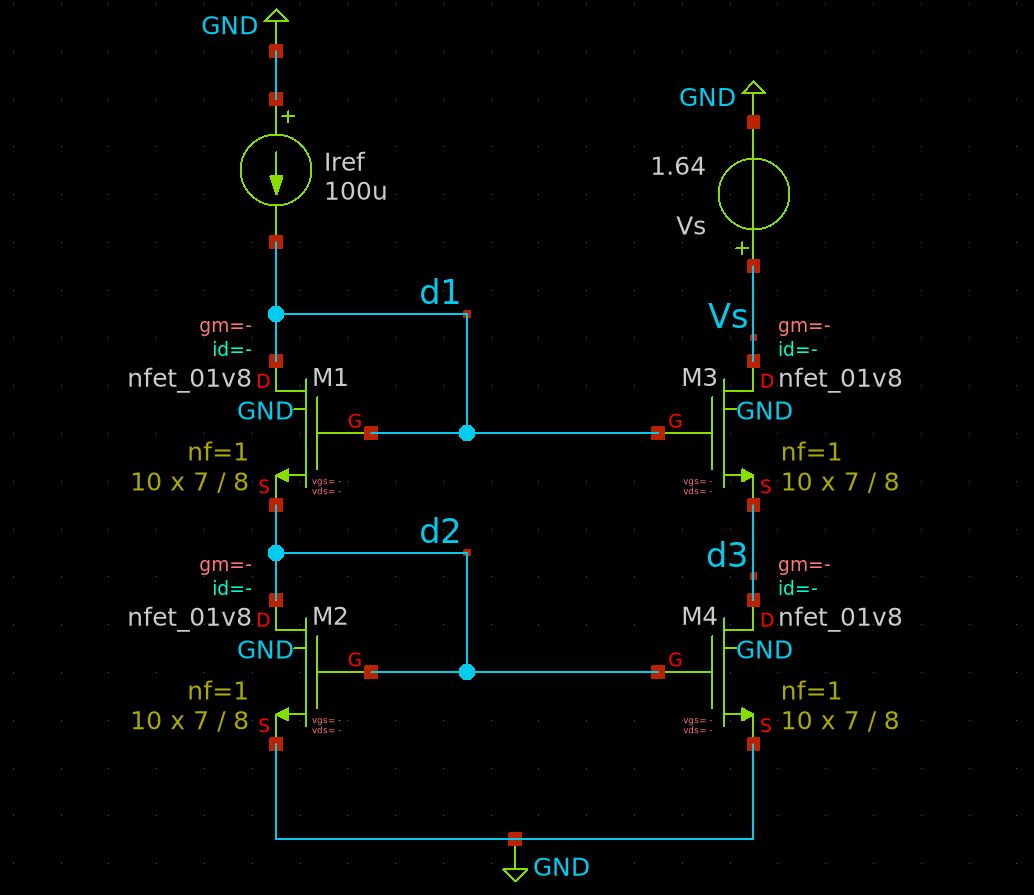 GND
GND
+
Iref
100u
1.64
Vs
+
d1
Vs
gm=-
id=-
gm=-
id=-
nfet_01v8
D
M1
M3
D
nfet_01v8
GND
G
G
GND
nf=1
10 x 7 / 8
S
vgs=-
vds=-
vgs=-
vds=-
nf=1
10 x 7 / 8
S
d2
d3
gm=-
id=-
gm=-
id=-
nfet_01v8
D
M2
M4
D
nfet_01v8
GND
G
G
GND
nf=1
10 x 7 / 8
S
vgs=-
vds=-
vgs=-
vds=-
nf=1
10 x 7 / 8
S
GND